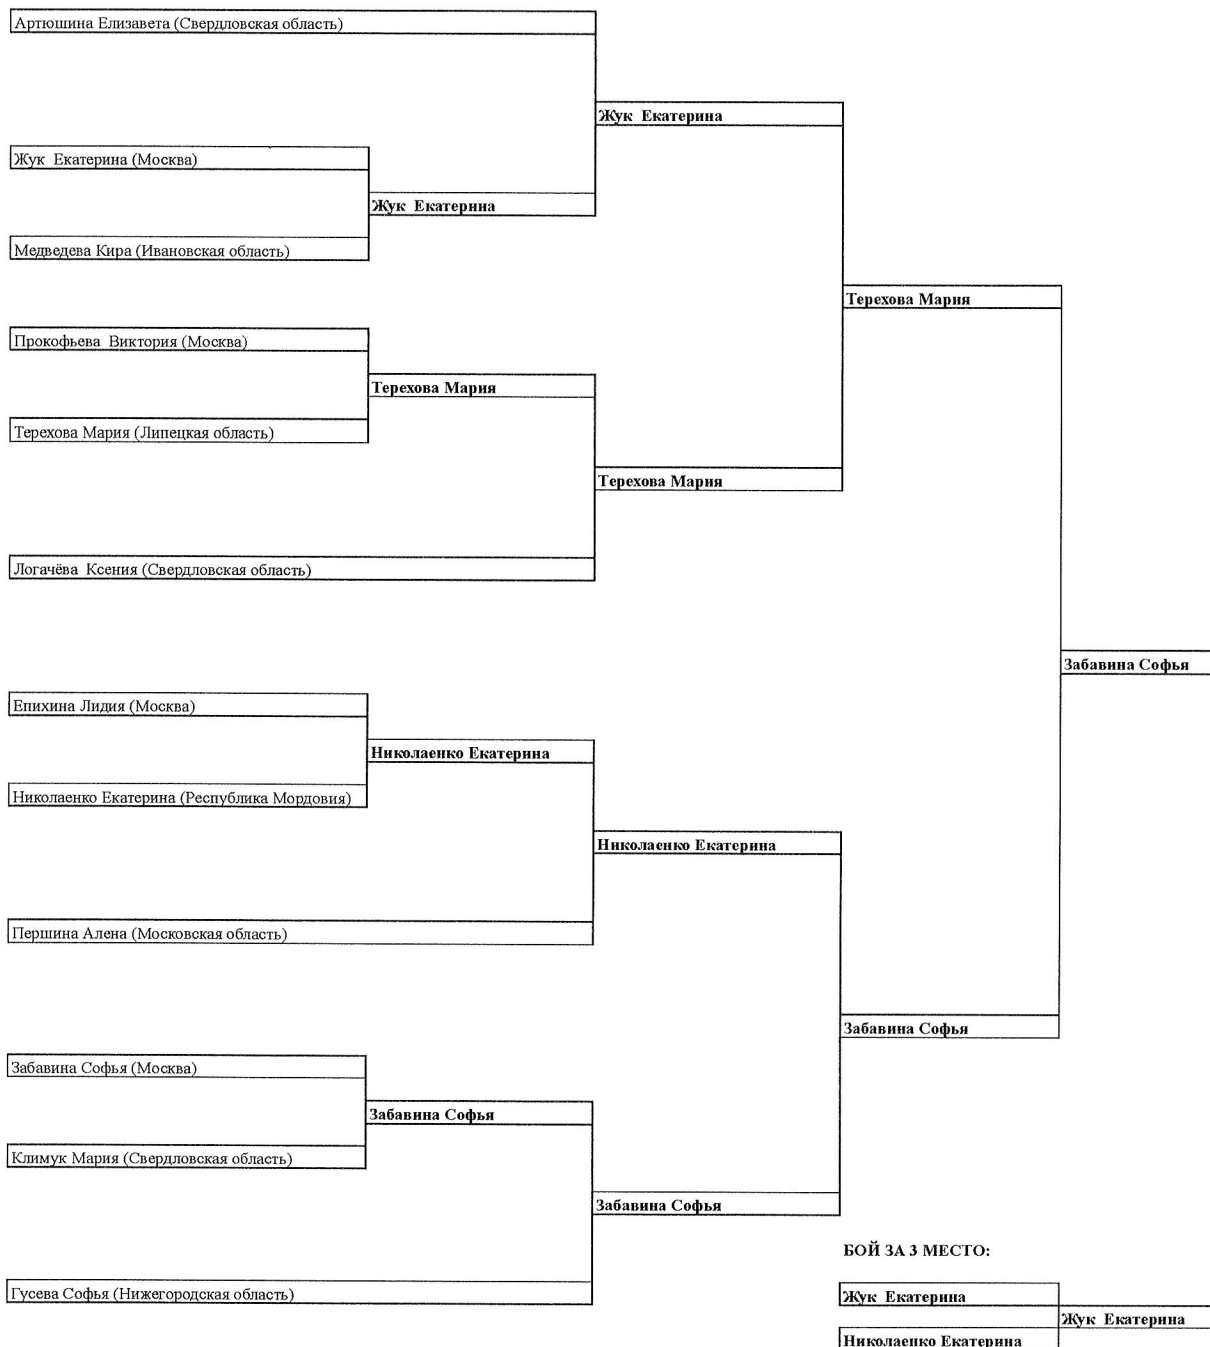 Артюшина Елизавета (Свердловская область)
Жук  Екатерина
Жук  Екатерина (Москва)
Жук  Екатерина
Медведева Кира (Ивановская область)
Терехова Мария
Прокофьева  Виктория (Москва)
Терехова Мария
Терехова Мария (Липецкая область)
Терехова Мария
Логачёва  Ксения (Свердловская область)
Забавина Софья
Епихина Лидия (Москва)
Николаенко Екатерина
Николаенко Екатерина (Республика Мордовия)
Николаенко Екатерина
Першина Алена (Московская область)
Забавина Софья
Забавина Софья (Москва)
Забавина Софья
Климук Мария (Свердловская область)
Забавина Софья
БОЙ ЗА 3 МЕСТО:
Гусева Софья (Нижегородская область)
Жук  Екатерина
Жук  Екатерина
Николаенко Екатерина